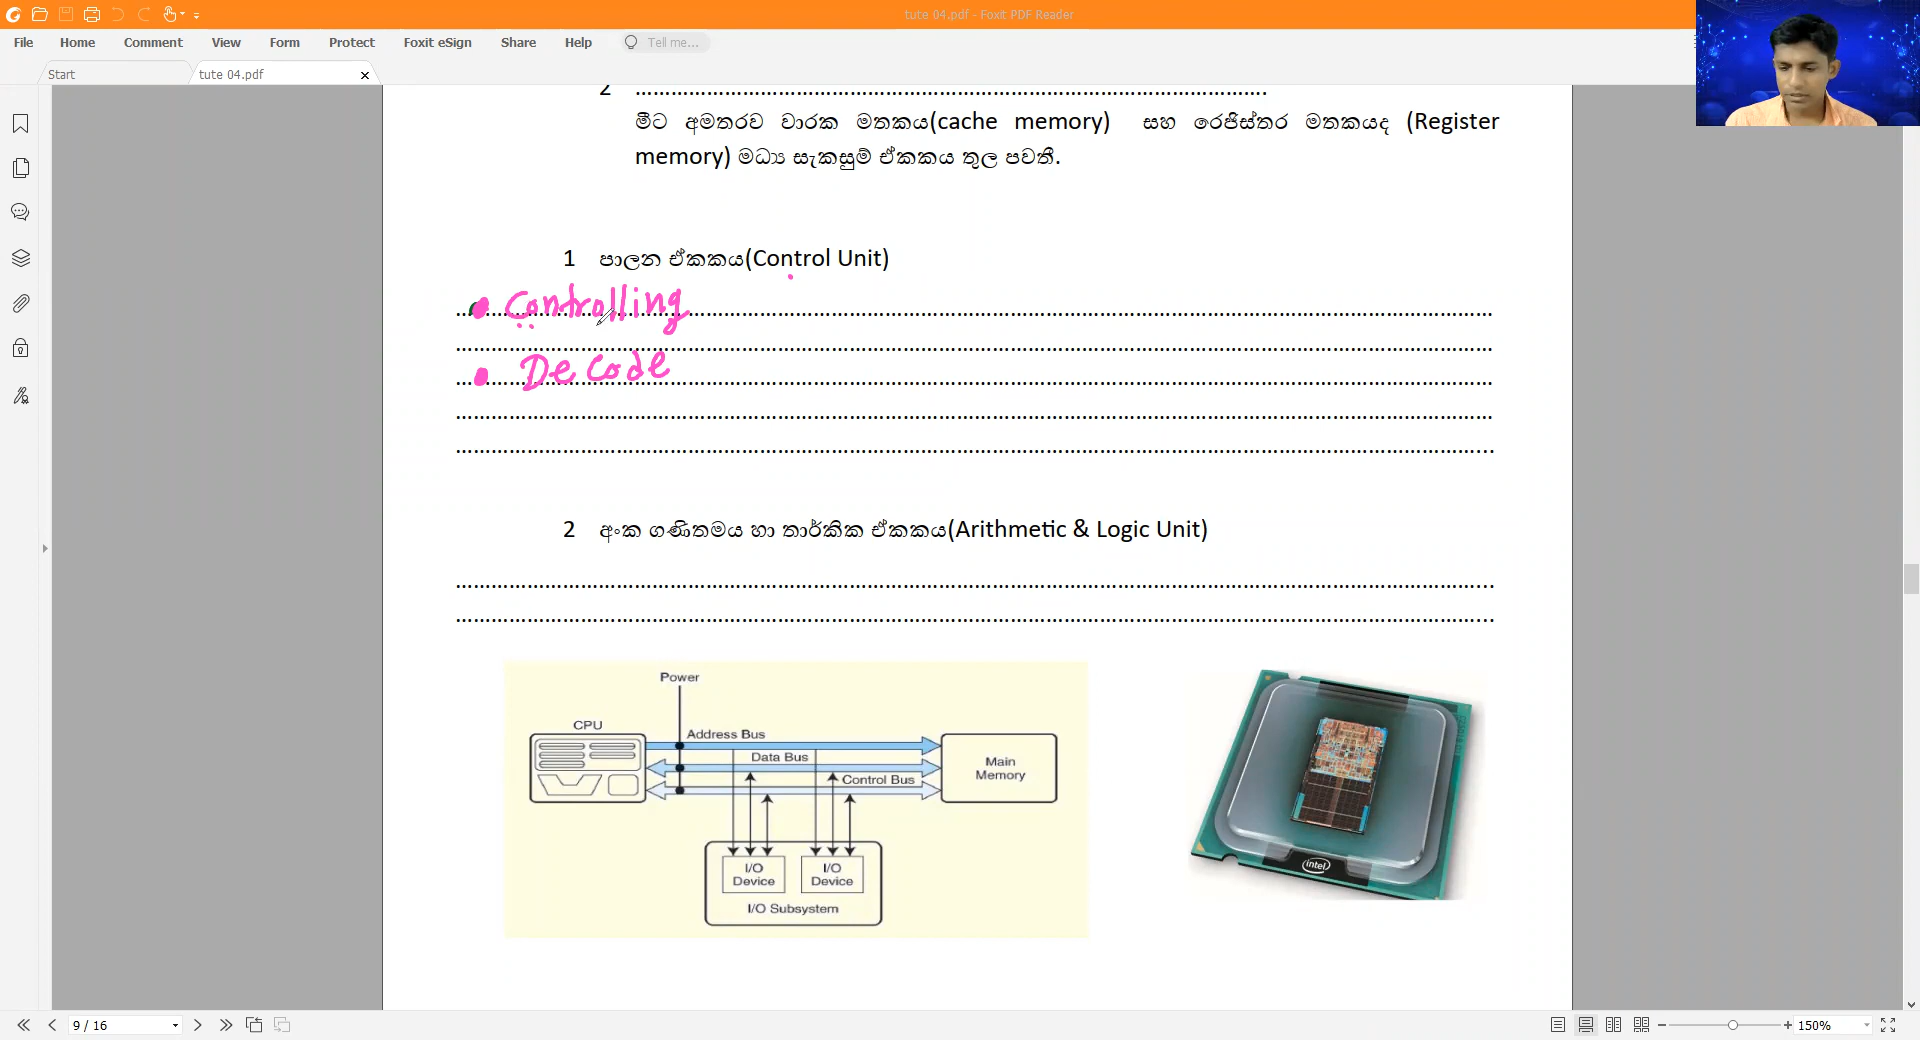 tute 04.pdf - Foxit PDF Reader
File Home Comment View Form Protect Foxit eSign Share Help Tell me...
Start tute 04.pdf
2 ....................................................................................................
මීට අමතරව වාරක මතකය(cache memory) සහ රෙජිස්තර මතකයද (Register
memory) මධ්‍ය සැකසුම් ඒකකය තුල පවතී.
1 පාලන ඒකකය(Control Unit)
Controlling
Decode
2 අංක ගණිතමය හා තාර්කික ඒකකය(Arithmetic & Logic Unit)
Power
CPU
Address Bus
Data Bus
Control Bus
Main
Memory
I/O
Device
I/O
Device
I/O Subsystem
intel
9 / 16
150%